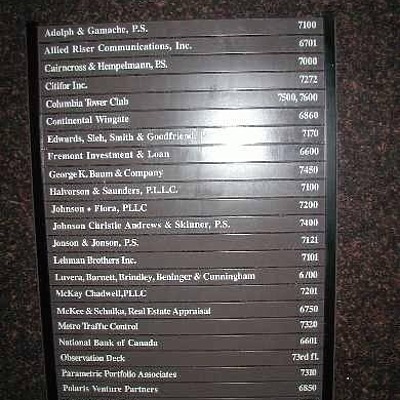 Adolph & Gamache, P.S. 7100
Allied Riser Communications, Inc. 6701
Cairncross & Hempelmann, P.S. 7000
Citifor Inc. 7272
Columbia Tower Club 7500, 7600
Continental Wingate 6860
Edwards, Sieh, Smith & Goodfriend 7170
Fremont Investment & Loan 6600
George K. Baum & Company 7450
Halvorson & Saunders, P.L.L.C. 7100
Johnson + Flora, PLLC 7200
Johnson Christie Andrews & Skinner, P.S. 7400
Jonson & Jonson, P.S. 7121
Lehman Brothers Inc. 7101
Luvera, Barnett, Brindley, Beninger & Cunningham 6700
McKay Chadwell, PLLC 7201
McKee & Schalka, Real Estate Appraisal 6750
Metro Traffic Control 7320
National Bank of Canada 6601
Observation Deck 73rd fl.
Parametric Portfolio Associates 7310
Polaris Venture Partners 6850